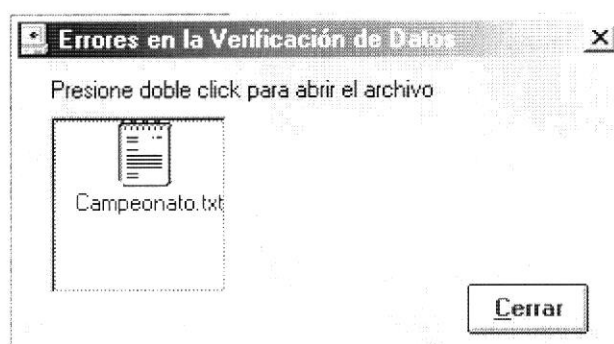 Errores en la Verificación de Datos
Presione doble click para abrir el archivo
Campeonato.txt
Cerrar